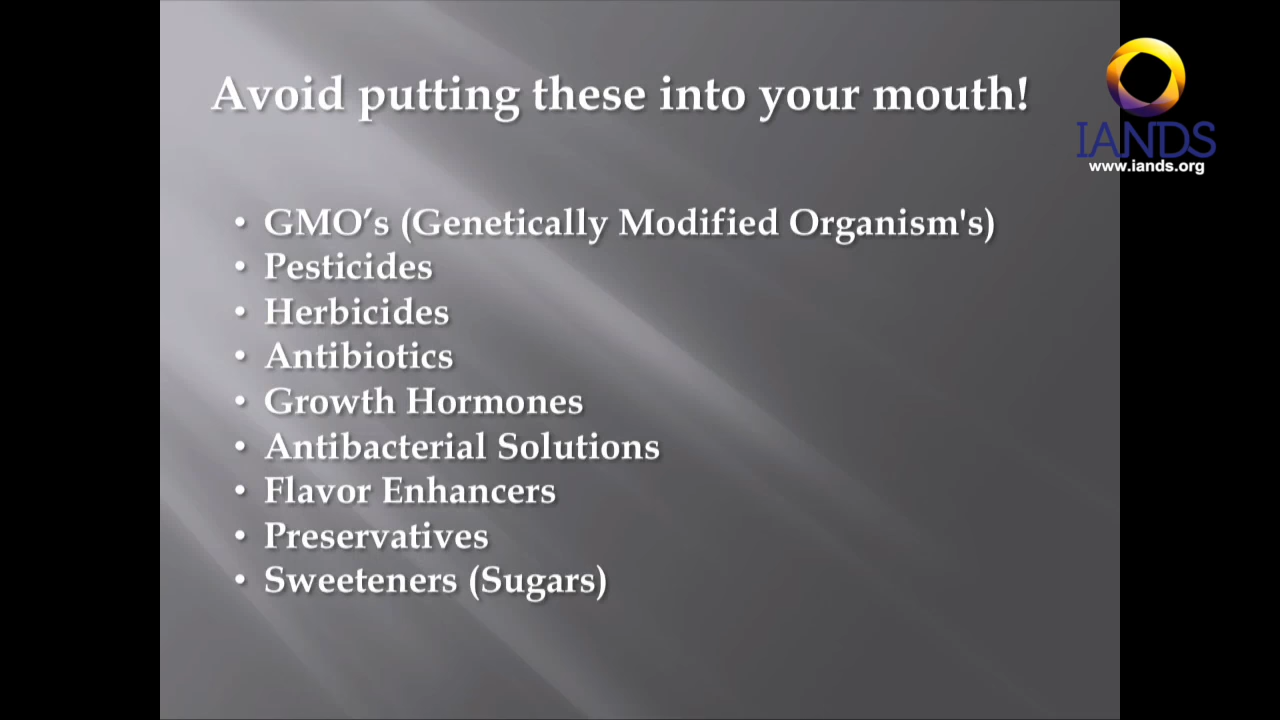 Avoid putting these into your mouth!
IANDS
www.iands.org
• GMO’s (Genetically Modified Organism's)
• Pesticides
• Herbicides
• Antibiotics
• Growth Hormones
• Antibacterial Solutions
• Flavor Enhancers
• Preservatives
• Sweeteners (Sugars)